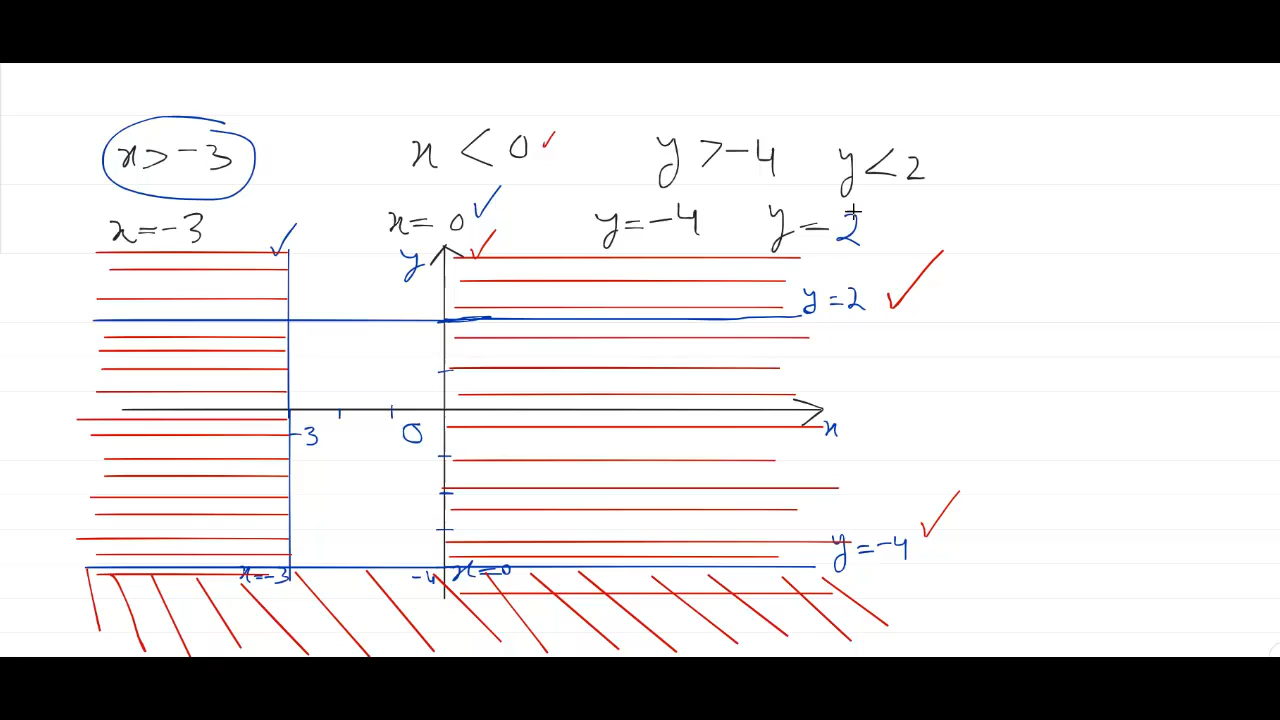 x > -3 x < 0 y > -4 y < 2
x = -3 x = 0 y = -4 y = 2
y
y = 2
-3 0 x
y = -4
x = -3 -4 x = 0